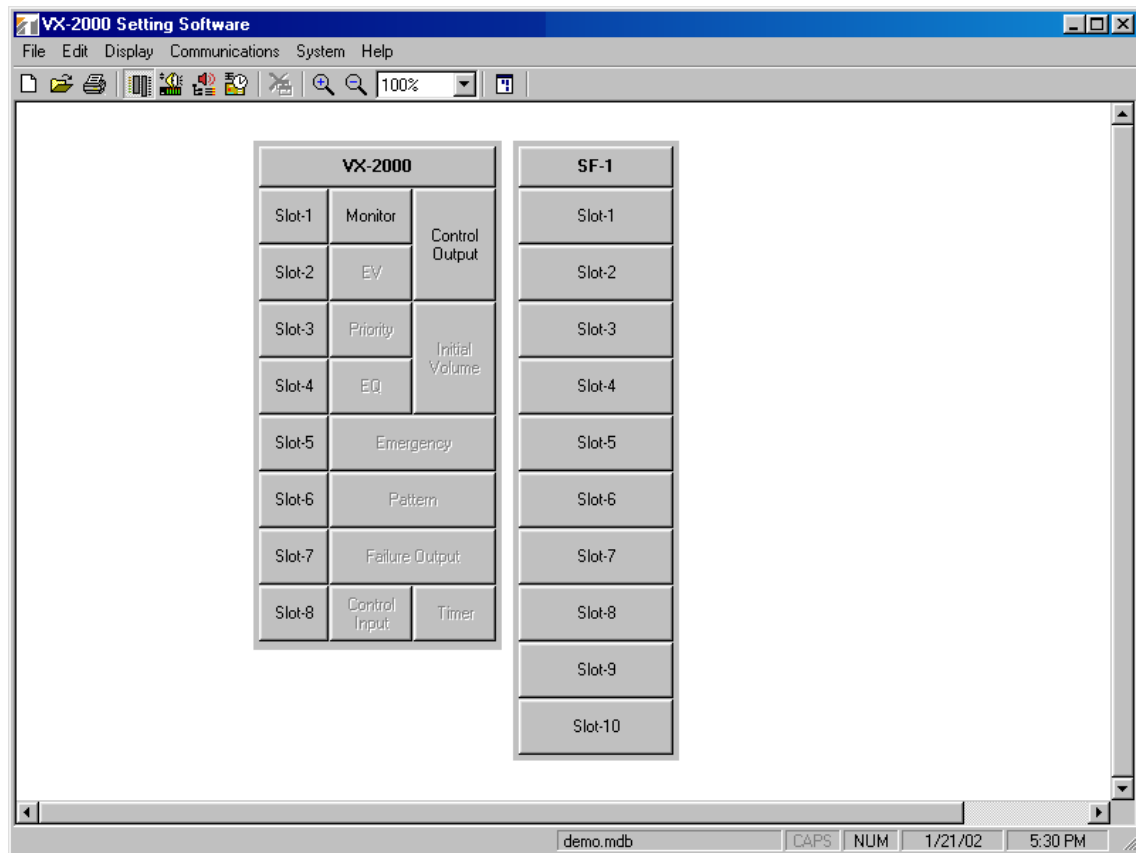 VX-2000 Setting Software
File Edit Display Communications System Help
100%
VX-2000
Slot-1 Monitor Control Output
Slot-2 EV
Slot-3 Priority Initial Volume
Slot-4 EQ
Slot-5 Emergency
Slot-6 Pattern
Slot-7 Failure Output
Slot-8 Control Input Timer
SF-1
Slot-1
Slot-2
Slot-3
Slot-4
Slot-5
Slot-6
Slot-7
Slot-8
Slot-9
Slot-10
demo.mdb CAPS NUM 1/21/02 5:30 PM